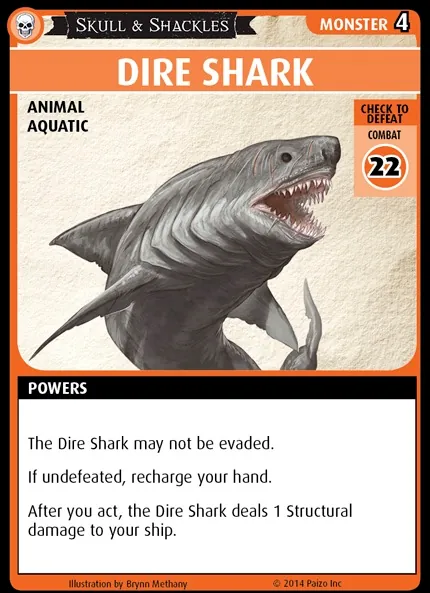 SKULL & SHACKLES
MONSTER 4
DIRE SHARK
ANIMAL
AQUATIC
CHECK TO
DEFEAT
COMBAT
22
POWERS
The Dire Shark may not be evaded.
If undefeated, recharge your hand.
After you act, the Dire Shark deals 1 Structural
damage to your ship.
Illustration by Brynn Methany
© 2014 Paizo Inc